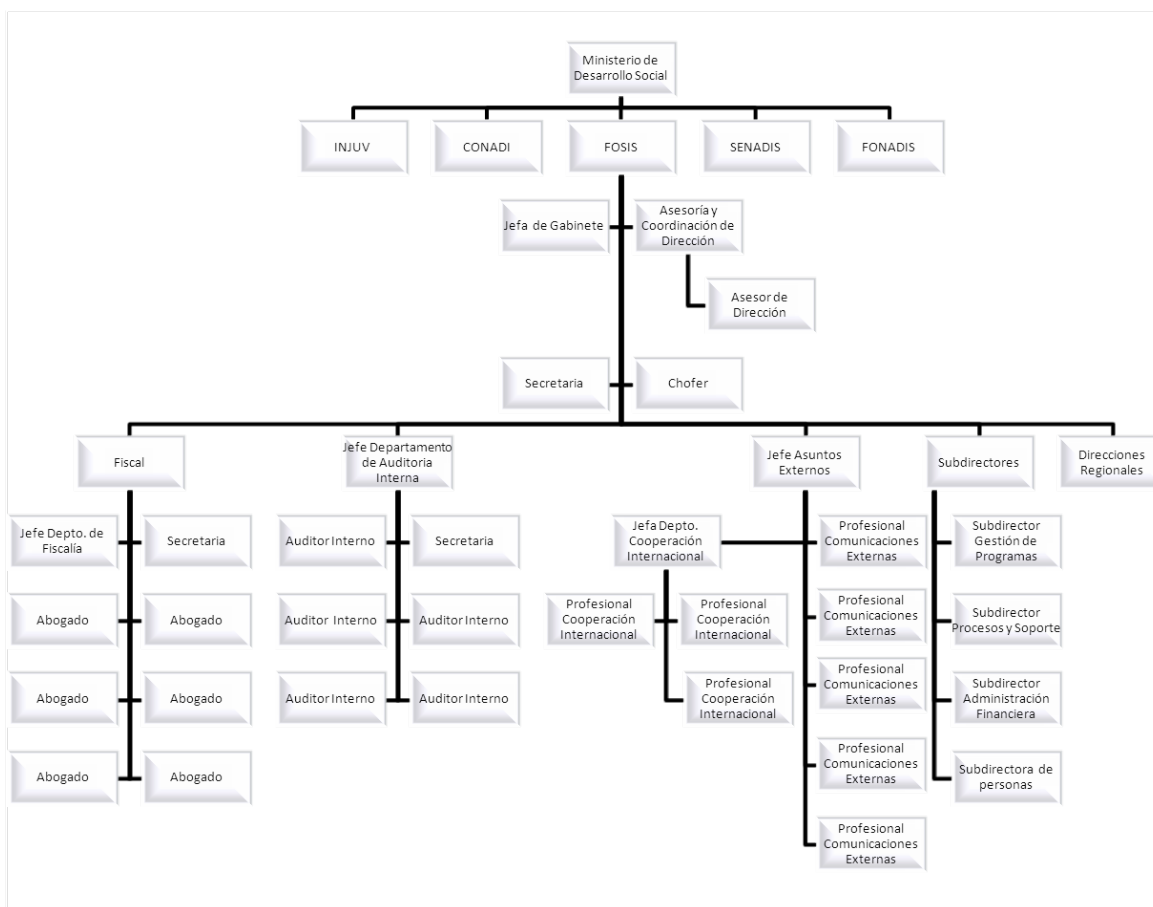 Ministerio de
Desarrollo Social
INJUV
CONADI
FOSIS
SENADIS
FONADIS
Jefa de Gabinete
Asesoría y
Coordinación de
Dirección
Asesor de
Dirección
Secretaria
Chofer
Fiscal
Jefe Departamento
de Auditoria
Interna
Jefe Asuntos
Externos
Subdirectores
Direcciones
Regionales
Jefe Depto. de
Fiscalía
Secretaria
Abogado
Abogado
Abogado
Abogado
Abogado
Abogado
Auditor Interno
Secretaria
Auditor Interno
Auditor Interno
Auditor Interno
Auditor Interno
Jefa Depto.
Cooperación
Internacional
Profesional
Cooperación
Internacional
Profesional
Cooperación
Internacional
Profesional
Cooperación
Internacional
Profesional
Comunicaciones
Externas
Profesional
Comunicaciones
Externas
Profesional
Comunicaciones
Externas
Profesional
Comunicaciones
Externas
Profesional
Comunicaciones
Externas
Subdirector
Gestión de
Programas
Subdirector
Procesos y Soporte
Subdirector
Administración
Financiera
Subdirectora de
personas